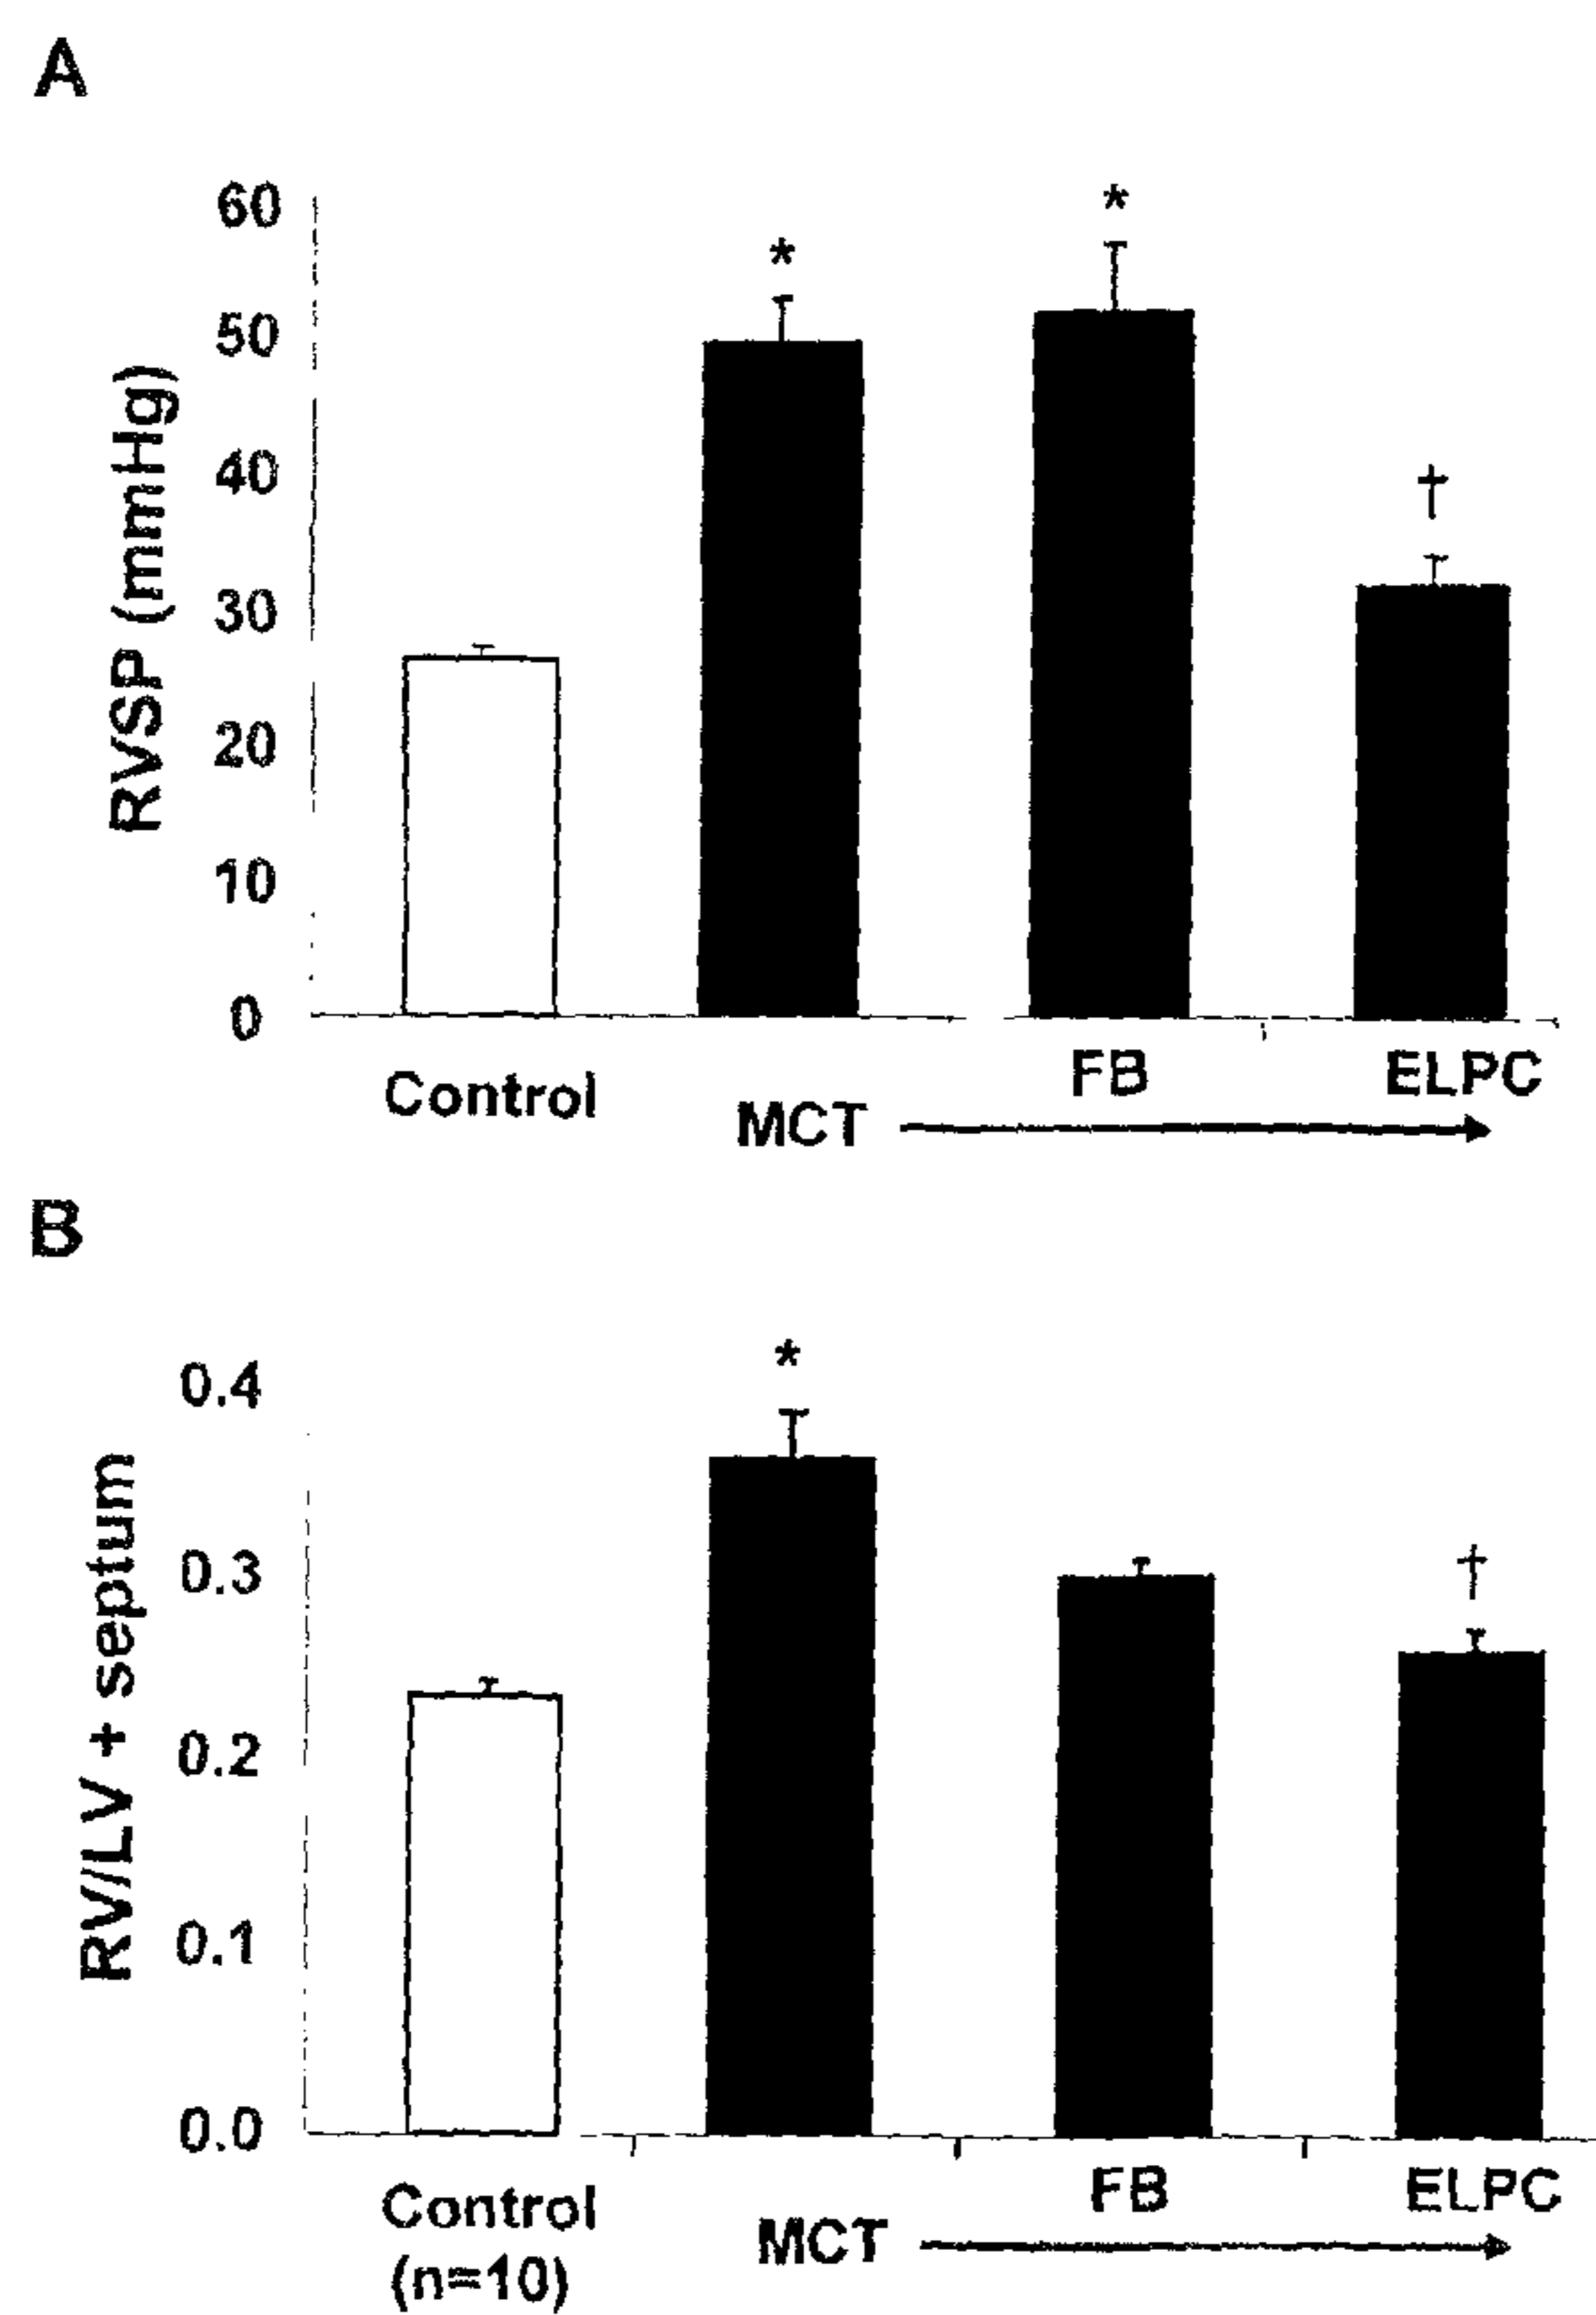 A
60
50
40
30
20
10
0
RVSP (mmHg)
*
*
†
Control
MCT
FB
ELPC
B
0.4
0.3
0.2
0.1
0.0
RV/LV + septum
*
†
Control
(n=10)
MCT
FB
ELPC